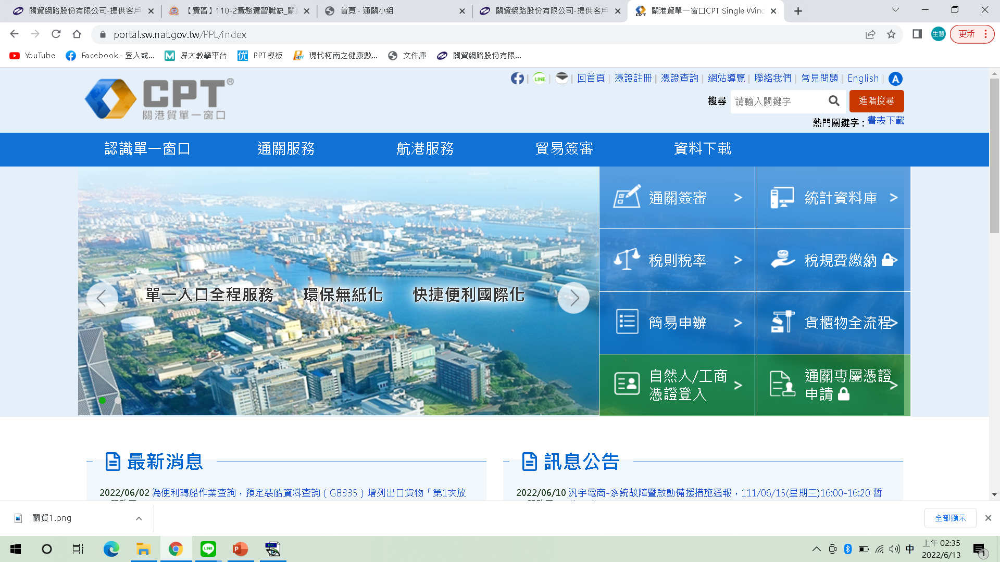 關貿網路股份有限公司-提供客戶
【實習】110-2實務實習職缺_關
首頁 - 通關小組
關貿網路股份有限公司-提供客戶
關港貿單一窗口CPT Single Wind
portal.sw.nat.gov.tw/PPL/index
生慧
更新
YouTube
Facebook - 登入或...
屏大教學平台
优
PPT模板
現代柯南之健康數...
文件庫
關貿網路股份有限...
CPT®
關港貿單一窗口
LINE
回首頁 | 憑證註冊 | 憑證查詢 | 網站導覽 | 聯絡我們 | 常見問題 | English | A
搜尋
請輸入關鍵字
進階搜尋
熱門關鍵字 : 書表下載
認識單一窗口
通關服務
航港服務
貿易簽審
資料下載
單一入口全程服務 環保無紙化 快捷便利國際化
通關簽審 >
統計資料庫 >
稅則稅率 >
稅規費繳納 >
簡易申辦 >
貨櫃物全流程 >
自然人/工商
憑證登入 >
通關專屬憑證
申請 >
最新消息
訊息公告
2022/06/02 為便利轉船作業查詢，預定裝船資料查詢（GB335）增列出口貨物「第1次放
2022/06/10 汎宇電商-系統故障暨啟動備援措施通報，111/06/15(星期三)16:00-16:20 暫
關貿1.png
全部顯示
LINE
中
上午 02:35
2022/6/13
1